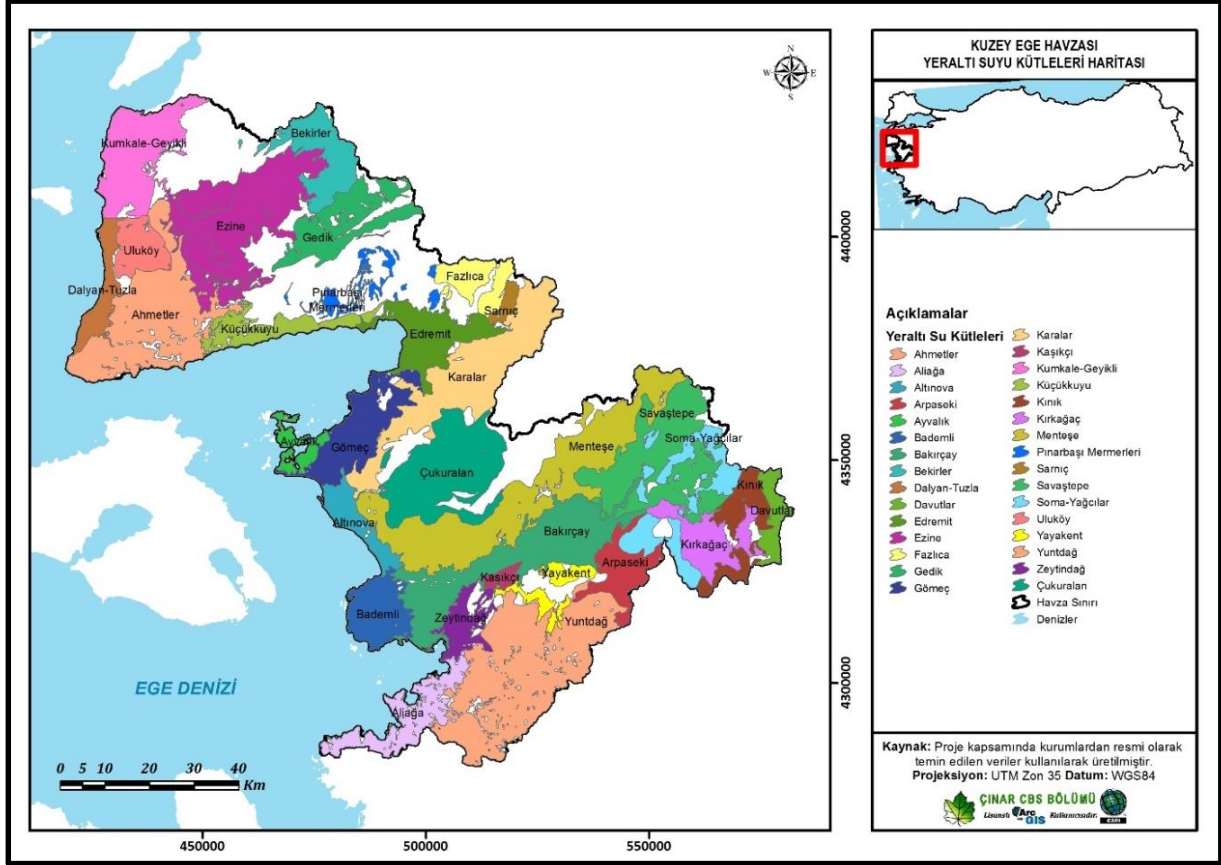 KUZEY EGE HAVZASI
YERALTI SUYU KÜTLELERİ HARİTASI
N
W E
S
Kumkale-Geyikli
Bekirler
Ezine
Gedik
Uluköy
Dalyan-Tuzla
Ahmetler
Küçükkuyu
Pınarbaşı
Mermerleri
Fazlıca
Sarnıç
Edremit
Karalar
Ayvalık
Gömeç
Çukuralan
Menteşe
Savaştepe
Soma-Yağcılar
Kınık
Davutlar
Altınova
Bakırçay
Kırkağaç
Arpaseki
Kaşıkçı
Yayakent
Bademli
Zeytindağ
Yuntdağ
Aliağa
EGE DENİZİ
0 5 10 20 30 40
Km
450000
500000
550000
4400000
4350000
4300000
Açıklamalar
Yeraltı Su Kütleleri
Ahmetler
Aliağa
Altınova
Arpaseki
Ayvalık
Bademli
Bakırçay
Bekirler
Dalyan-Tuzla
Davutlar
Edremit
Ezine
Fazlıca
Gedik
Gömeç
Karalar
Kaşıkçı
Kumkale-Geyikli
Küçükkuyu
Kınık
Kırkağaç
Menteşe
Pınarbaşı Mermerleri
Sarnıç
Savaştepe
Soma-Yağcılar
Uluköy
Yayakent
Yuntdağ
Zeytindağ
Çukuralan
Havza Sınırı
Denizler
Kaynak: Proje kapsamında kurumlardan resmi olarak
temin edilen veriler kullanılarak üretilmiştir.
Projeksiyon: UTM Zon 35 Datum: WGS84
ÇINAR CBS BÖLÜMÜ
Lisanslı Arc GIS Kullanıcısıdır.
ESRI